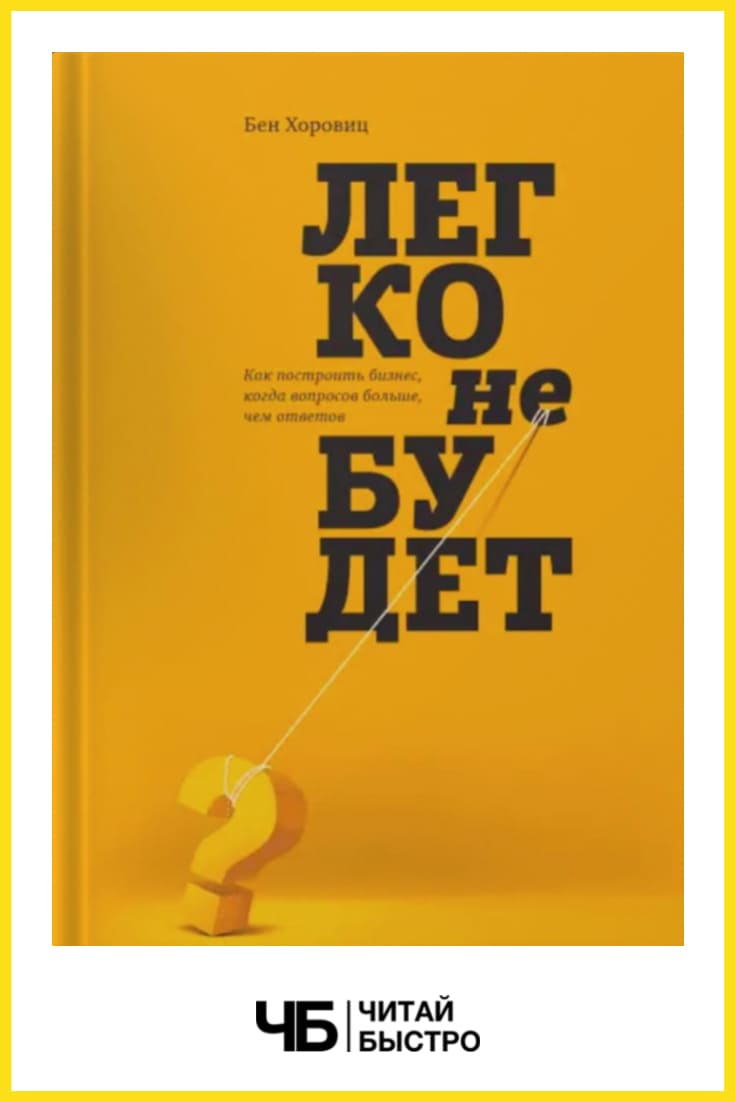 Бен Хоровиц
ЛЕГ
КО
не
Как построить бизнес,
когда вопросов больше,
чем ответов
БУ
ДЕТ
?
ЧБ
ЧИТАЙ
БЫСТРО